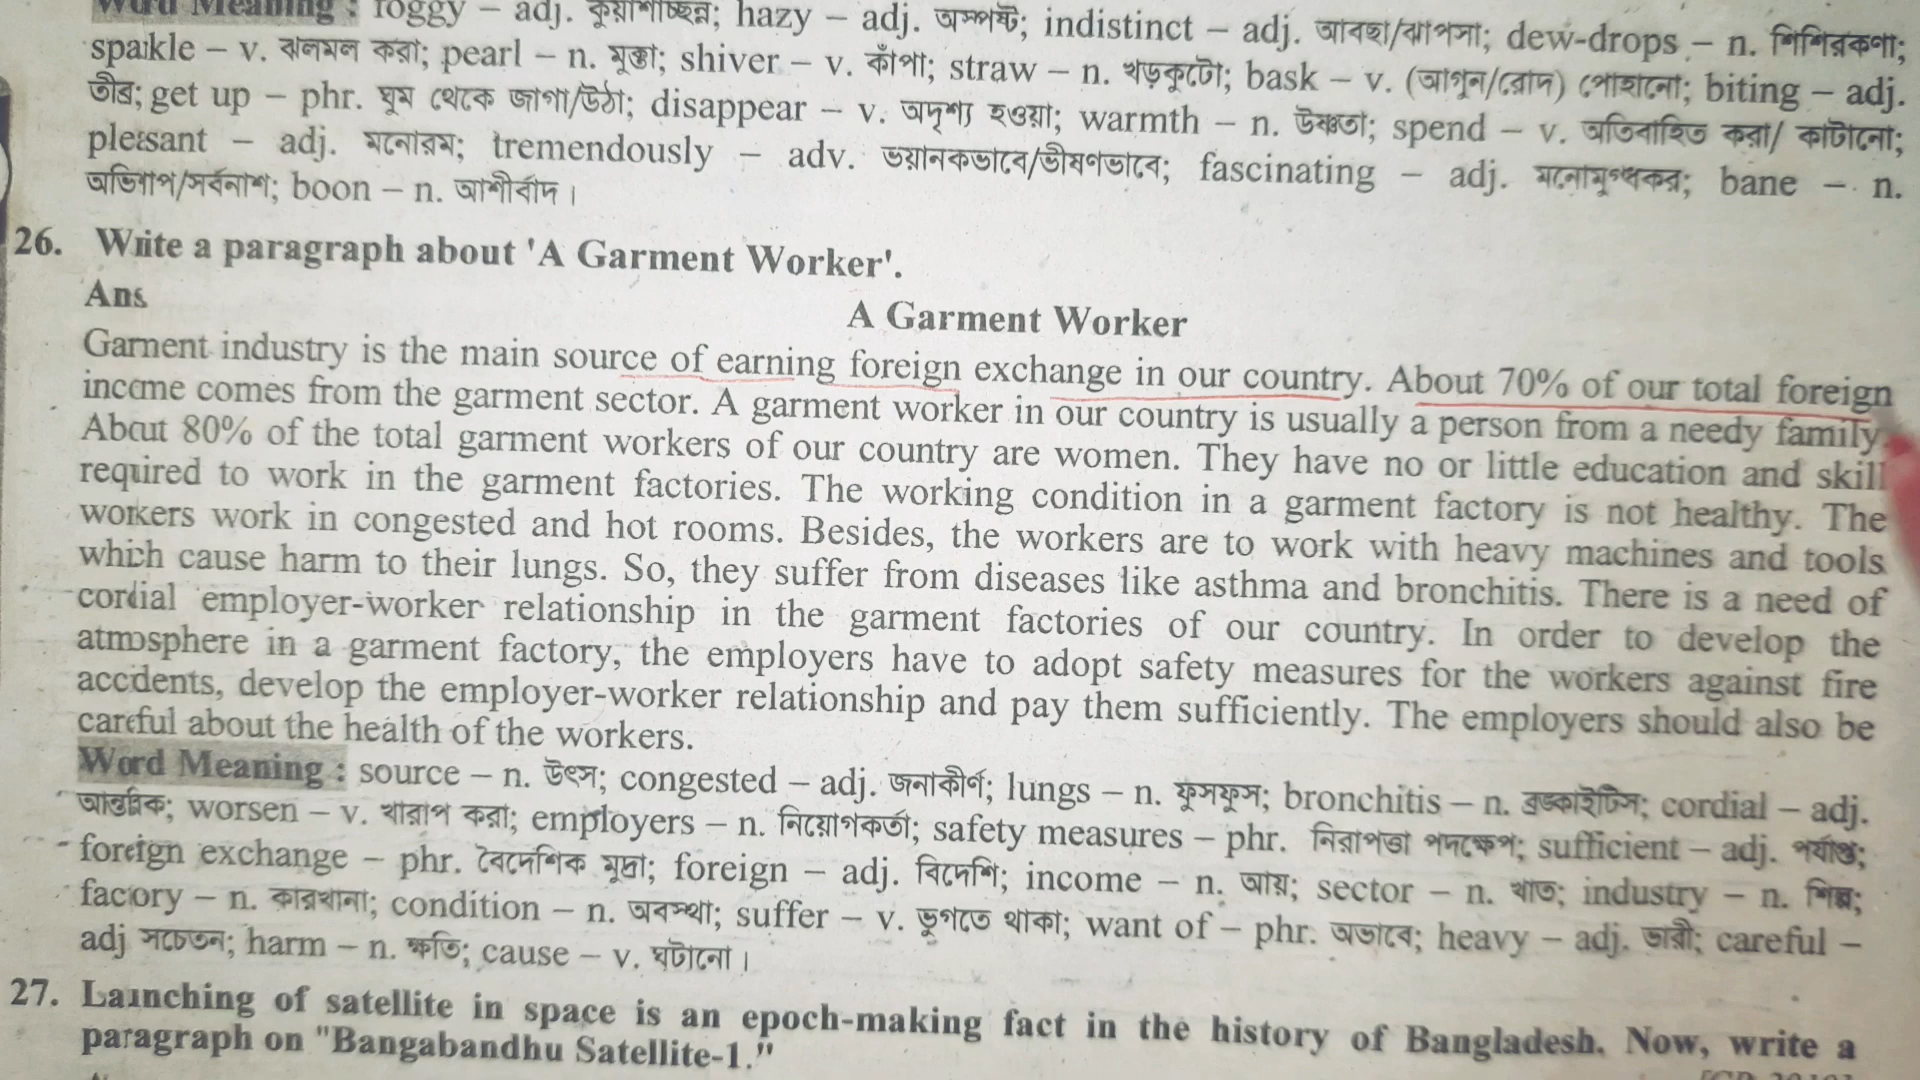 Word Meaning : foggy – adj. কুয়াশাচ্ছন্ন; hazy – adj. অস্পষ্ট; indistinct – adj. আবছা/ঝাপসা; dew-drops – n. শিশিরকণা;
sparkle – v. ঝলমল করা; pearl – n. মুক্তা; shiver – v. কাঁপা; straw – n. খড়কুটো; bask – v. (আগুন/রোদ) পোহানো; biting – adj.
তীব্র; get up – phr. ঘুম থেকে জাগা/উঠা; disappear – v. অদৃশ্য হওয়া; warmth – n. উষ্ণতা; spend – v. অতিবাহিত করা/ কাটানো;
pleasant – adj. মনোরম; tremendously – adv. ভয়ানকভাবে/ভীষণভাবে; fascinating – adj. মনোমুগ্ধকর; bane – n.
অভিশাপ/সর্বনাশ; boon – n. আশীর্বাদ।
26. Write a paragraph about 'A Garment Worker'.
Ans
A Garment Worker
Garment industry is the main source of earning foreign exchange in our country. About 70% of our total foreign
income comes from the garment sector. A garment worker in our country is usually a person from a needy family
About 80% of the total garment workers of our country are women. They have no or little education and skill
required to work in the garment factories. The working condition in a garment factory is not healthy. The
workers work in congested and hot rooms. Besides, the workers are to work with heavy machines and tools
which cause harm to their lungs. So, they suffer from diseases like asthma and bronchitis. There is a need of
cordial employer-worker relationship in the garment factories of our country. In order to develop the
atmosphere in a garment factory, the employers have to adopt safety measures for the workers against fire
accidents, develop the employer-worker relationship and pay them sufficiently. The employers should also be
careful about the health of the workers.
Word Meaning : source – n. উৎস; congested – adj. জনাকীর্ণ; lungs – n. ফুসফুস; bronchitis – n. ব্রঙ্কাইটিস; cordial – adj.
আন্তরিক; worsen – v. খারাপ করা; employers – n. নিয়োগকর্তা; safety measures – phr. নিরাপত্তা পদক্ষেপ; sufficient – adj. পর্যাপ্ত;
foreign exchange – phr. বৈদেশিক মুদ্রা; foreign – adj. বিদেশি; income – n. আয়; sector – n. খাত; industry – n. শিল্প;
factory – n. কারখানা; condition – n. অবস্থা; suffer – v. ভুগতে থাকা; want of – phr. অভাবে; heavy – adj. ভারী; careful –
adj সচেতন; harm – n. ক্ষতি; cause – v. ঘটানো।
27. Launching of satellite in space is an epoch-making fact in the history of Bangladesh. Now, write a
paragraph on "Bangabandhu Satellite-1."